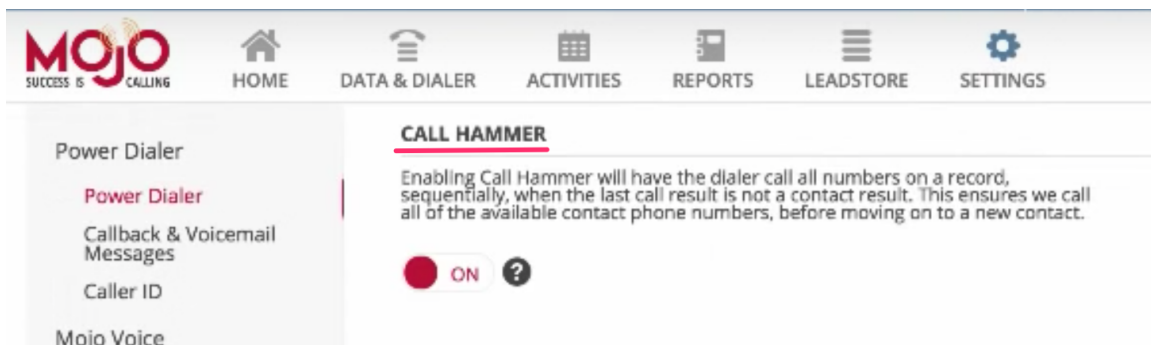 MOJO
SUCCESS IS CALLING
HOME
DATA & DIALER
ACTIVITIES
REPORTS
LEADSTORE
SETTINGS
Power Dialer
Power Dialer
Callback & Voicemail
Messages
Caller ID
Mojo Voice
CALL HAMMER
Enabling Call Hammer will have the dialer call all numbers on a record,
sequentially, when the last call result is not a contact result. This ensures we call
all of the available contact phone numbers, before moving on to a new contact.
ON ?